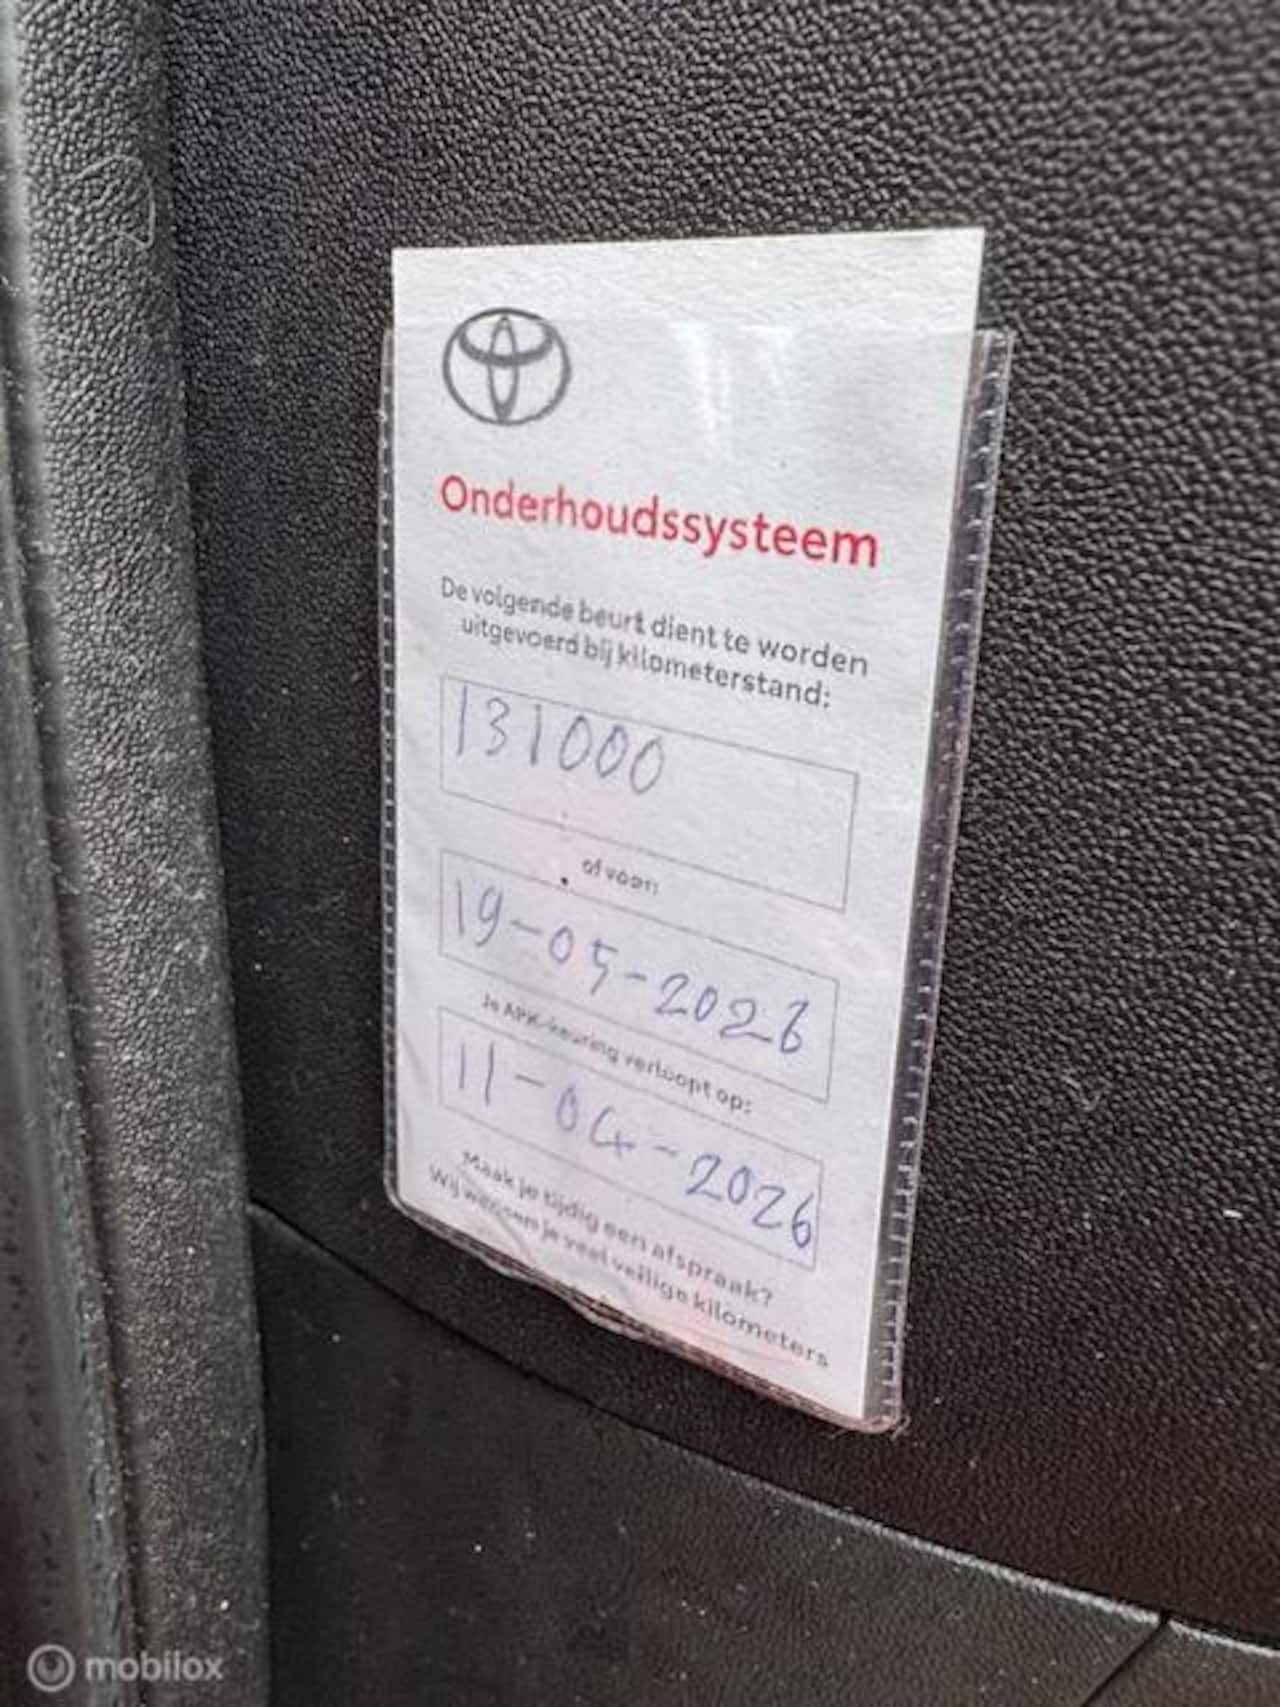 Onderhoudssysteem
De volgende beurt dient te worden
uitgevoerd bij kilometerstand:
131000
of voor:
19-05-2026
Je APK-keuring verloopt op:
11-04-2026
Maak je tijdig een afspraak?
Wij wensen je veel veilige kilometers
mobilox